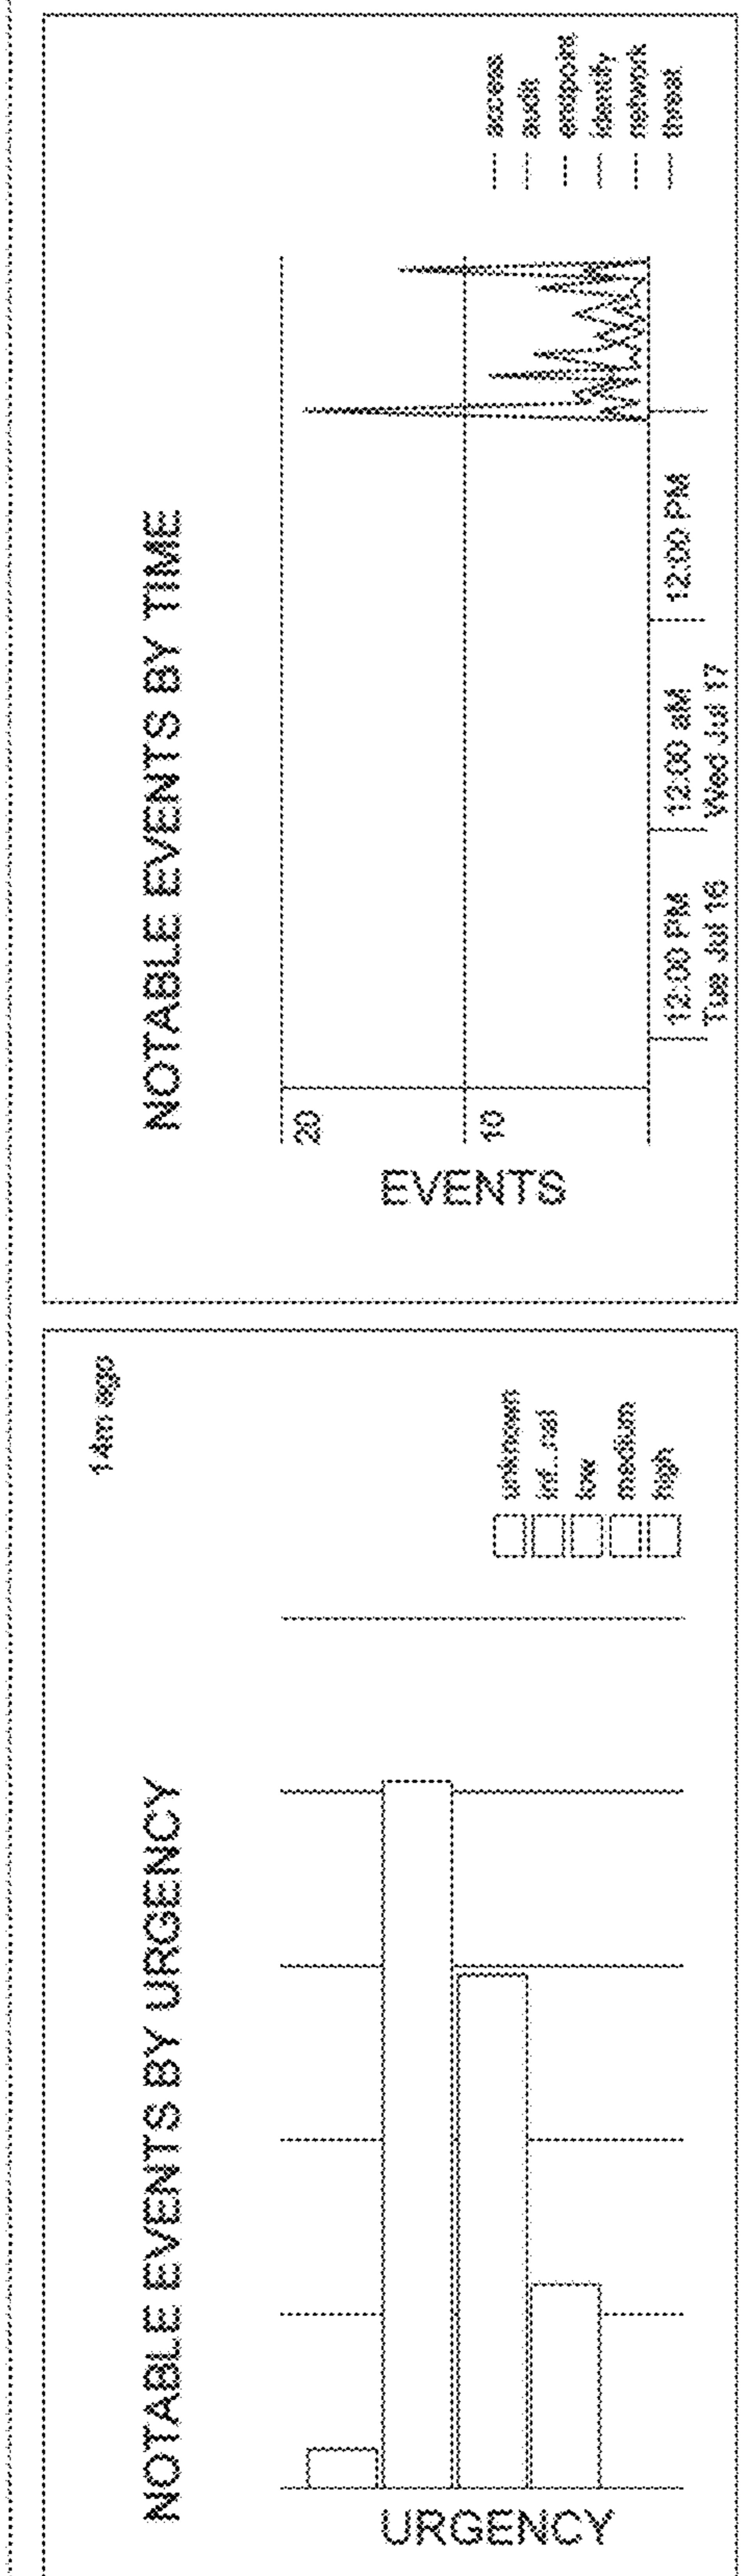 NOTABLE EVENTS BY URGENCY
14m ago
URGENCY
unknown
low
medium
high
NOTABLE EVENTS BY TIME
EVENTS
20
10
12:00 PM
Tue Jul 16
12:00 aM
Wed Jul 17
12:00 PM
access
audit
endpoint
identify
network
threat